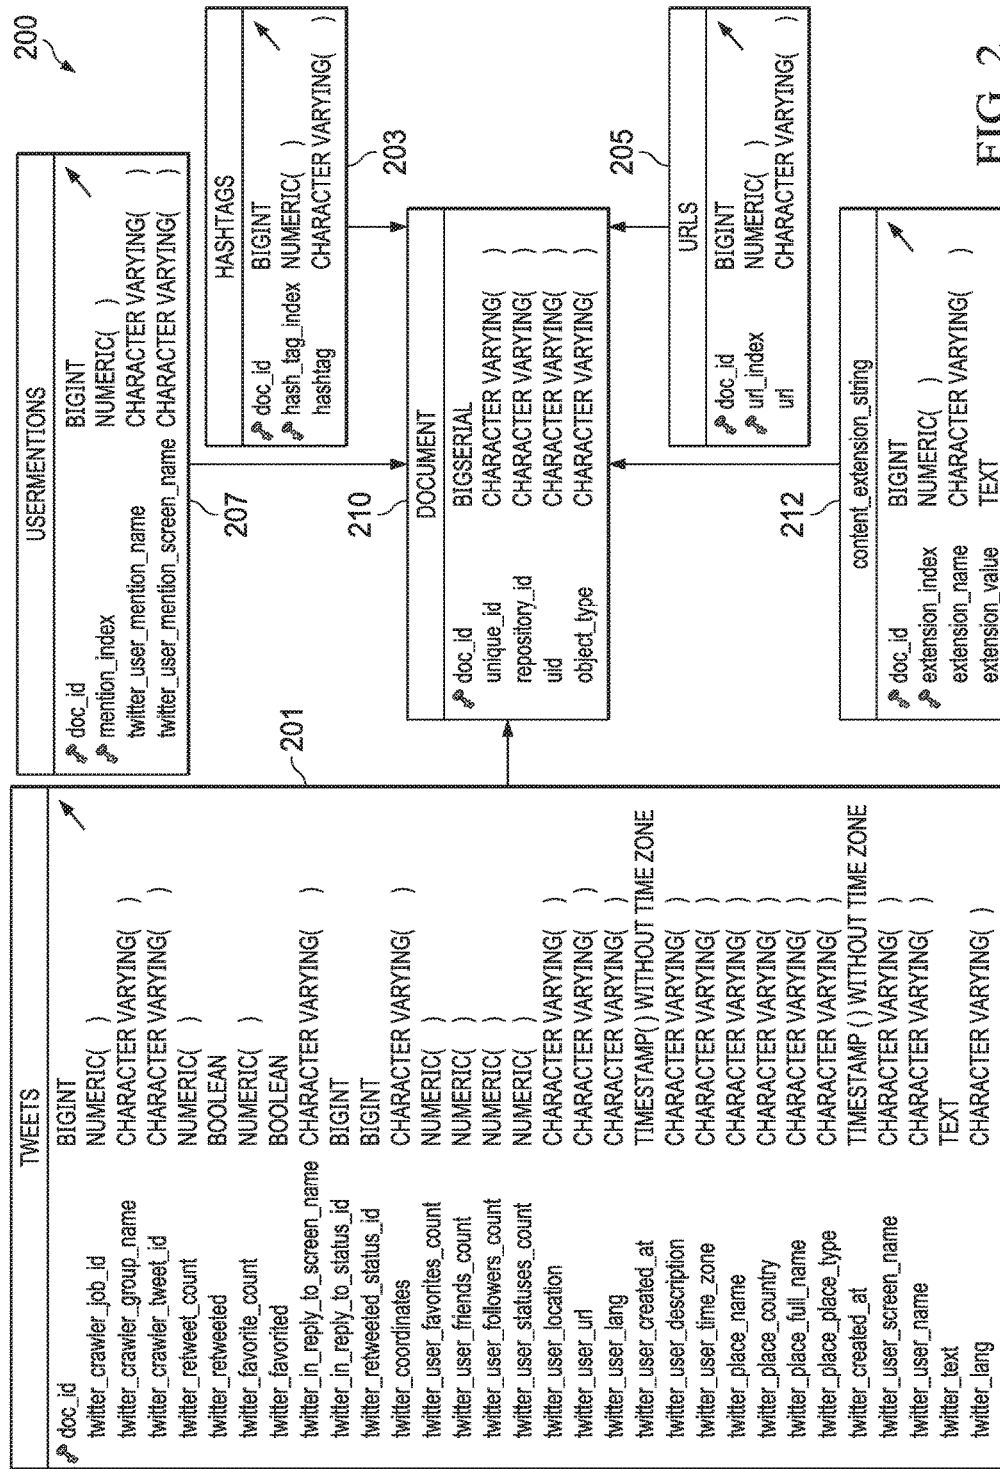 200
TWEETS
doc_id BIGINT
twitter_crawler_job_id NUMERIC( )
twitter_crawler_group_name CHARACTER VARYING( )
twitter_crawler_tweet_id CHARACTER VARYING( )
twitter_retweet_count NUMERIC( )
twitter_retweeted BOOLEAN
twitter_favorite_count NUMERIC( )
twitter_favorited BOOLEAN
twitter_in_reply_to_screen_name CHARACTER VARYING( )
twitter_in_reply_to_status_id BIGINT
twitter_retweeted_status_id BIGINT
twitter_coordinates CHARACTER VARYING( )
twitter_user_favorites_count NUMERIC( )
twitter_user_friends_count NUMERIC( )
twitter_user_followers_count NUMERIC( )
twitter_user_statuses_count NUMERIC( )
twitter_user_location CHARACTER VARYING( )
twitter_user_url CHARACTER VARYING( )
twitter_user_lang CHARACTER VARYING( )
twitter_user_created_at TIMESTAMP( ) WITHOUT TIME ZONE
twitter_user_description CHARACTER VARYING( )
twitter_user_time_zone CHARACTER VARYING( )
twitter_place_name CHARACTER VARYING( )
twitter_place_country CHARACTER VARYING( )
twitter_place_full_name CHARACTER VARYING( )
twitter_place_place_type CHARACTER VARYING( )
twitter_created_at TIMESTAMP ( ) WITHOUT TIME ZONE
twitter_user_screen_name CHARACTER VARYING( )
twitter_user_name CHARACTER VARYING( )
twitter_text TEXT
twitter_lang CHARACTER VARYING( )
201
USERMENTIONS
doc_id BIGINT
mention_index NUMERIC( )
twitter_user_mention_name CHARACTER VARYING( )
twitter_user_mention_screen_name CHARACTER VARYING( )
207
HASHTAGS
doc_id BIGINT
hash_tag_index NUMERIC( )
hashtag CHARACTER VARYING( )
203
210
DOCUMENT
doc_id BIGSERIAL
unique_id CHARACTER VARYING( )
repository_id CHARACTER VARYING( )
uid CHARACTER VARYING( )
object_type CHARACTER VARYING( )
205
URLS
doc_id BIGINT
url_index NUMERIC( )
url CHARACTER VARYING( )
212
content_extension_string
doc_id BIGINT
extension_index NUMERIC( )
extension_name CHARACTER VARYING( )
extension_value TEXT
FIG. 2